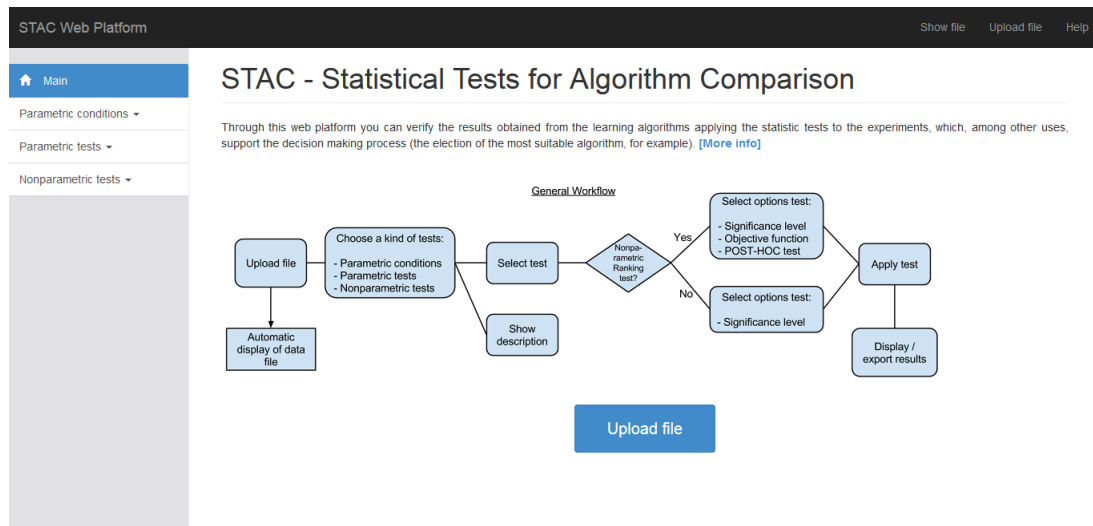 STAC Web Platform
Show file
Upload file
Help
Main
Parametric conditions
Parametric tests
Nonparametric tests
STAC - Statistical Tests for Algorithm Comparison
Through this web platform you can verify the results obtained from the learning algorithms applying the statistic tests to the experiments, which, among other uses,
support the decision making process (the election of the most suitable algorithm, for example). [More info]
General Workflow
Upload file
Automatic
display of data
file
Choose a kind of tests:
- Parametric conditions
- Parametric tests
- Nonparametric tests
Select test
Show
description
Nonpa-
rametric
Ranking
test?
Yes
No
Select options test:
- Significance level
- Objective function
- POST-HOC test
Select options test:
- Significance level
Apply test
Display /
export results
Upload file